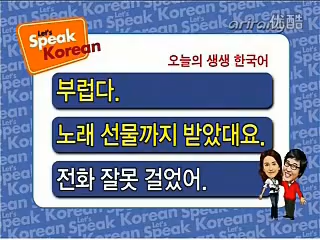 Let's
Speak
Korean
오늘의 생생 한국어
부럽다.
노래 선물까지 받았대요.
전화 잘못 걸었어.